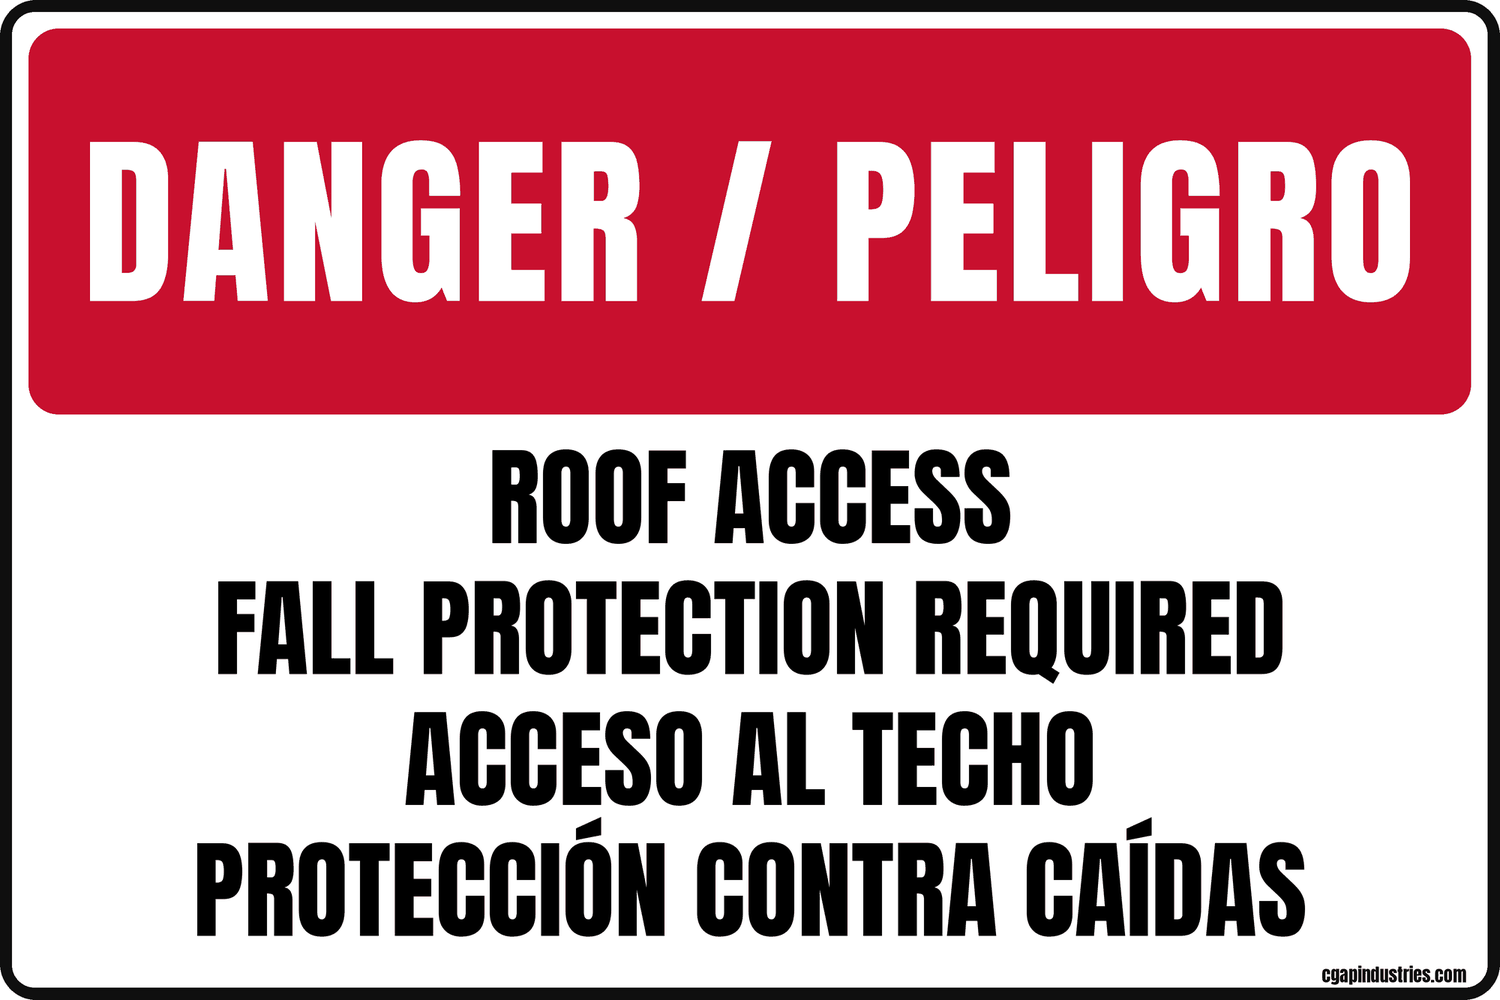 DANGER / PELIGRO
ROOF ACCESS
FALL PROTECTION REQUIRED
ACCESO AL TECHO
PROTECCIÓN CONTRA CAÍDAS
cgapindustries.com